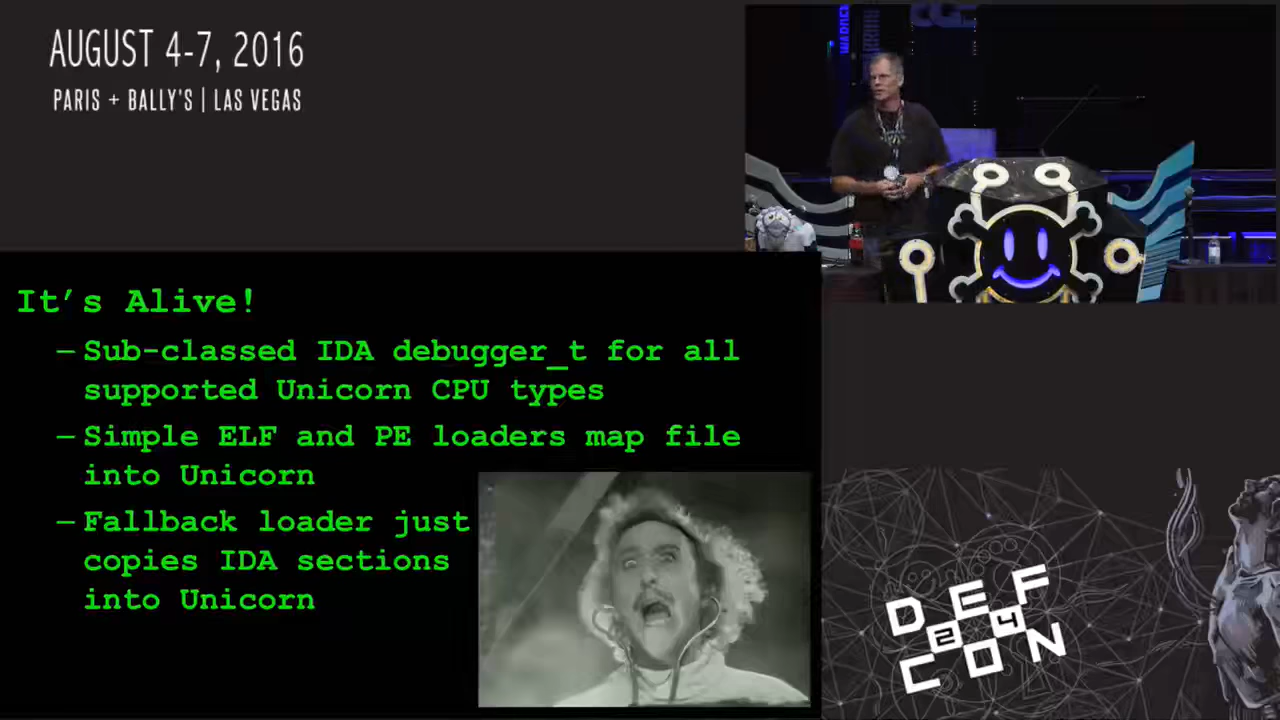 AUGUST 4-7, 2016
PARIS + BALLY'S | LAS VEGAS
It's Alive!
– Sub-classed IDA debugger_t for all
supported Unicorn CPU types
– Simple ELF and PE loaders map file
into Unicorn
– Fallback loader just
copies IDA sections
into Unicorn
DEF
24
CON